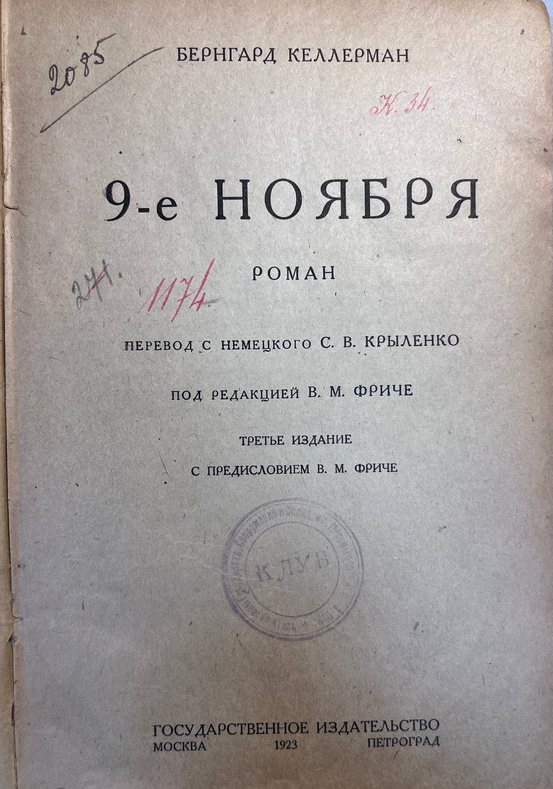 2085
БЕРНГАРД КЕЛЛЕРМАН
К. 34.
9-е НОЯБРЯ
РОМАН
271.
1174
ПЕРЕВОД С НЕМЕЦКОГО С. В. КРЫЛЕНКО
ПОД РЕДАКЦИЕЙ В. М. ФРИЧЕ
ТРЕТЬЕ ИЗДАНИЕ
С ПРЕДИСЛОВИЕМ В. М. ФРИЧЕ
КЛУБ
ГОСУДАРСТВЕННОЕ ИЗДАТЕЛЬСТВО
МОСКВА 1923 ПЕТРОГРАД